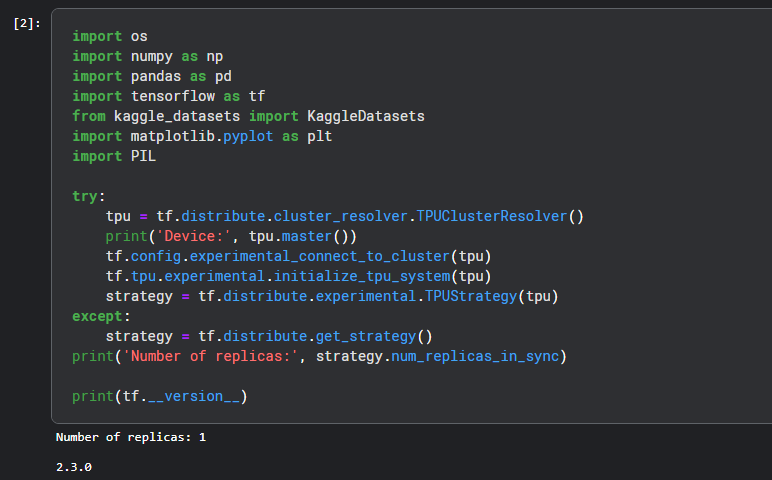 [2]:
import os
import numpy as np
import pandas as pd
import tensorflow as tf
from kaggle_datasets import KaggleDatasets
import matplotlib.pyplot as plt
import PIL

try:
    tpu = tf.distribute.cluster_resolver.TPUClusterResolver()
    print('Device:', tpu.master())
    tf.config.experimental_connect_to_cluster(tpu)
    tf.tpu.experimental.initialize_tpu_system(tpu)
    strategy = tf.distribute.experimental.TPUStrategy(tpu)
except:
    strategy = tf.distribute.get_strategy()
print('Number of replicas:', strategy.num_replicas_in_sync)

print(tf.__version__)
Number of replicas: 1
2.3.0